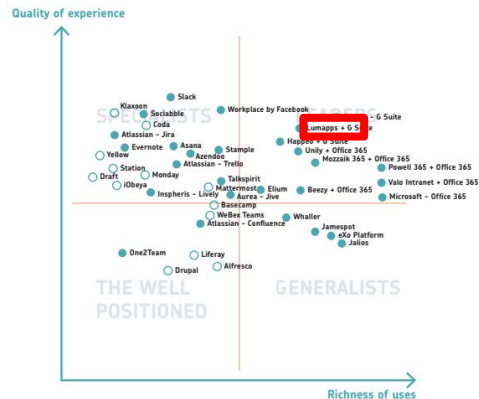 Quality of experience
Slack
Klaxoon
Sociabble
Workplace by Facebook
SPECIALISTS
LEADERS
- G Suite
Coda
Lumapps + G Suite
Atlassian - Jira
Happeo + G Suite
Evernote
Asana
Stample
Unily + Office 365
Yellow
Azendoo
Mozzaik 365 + Office 365
Atlassian - Trello
Powell 365 + Office 365
Station
Monday
Draft
Talkspirit
Valo Intranet + Office 365
iObeya
Mattermost
Elium
Beezy + Office 365
Inspheris - Lively
Aurea - Jive
Microsoft - Office 365
Basecamp
WeBex Teams
Whaller
Atlassian - Confluence
Jamespot
eXo Platform
Jalios
One2Team
Liferay
Alfresco
Drupal
THE WELL
POSITIONED
GENERALISTS
Richness of uses